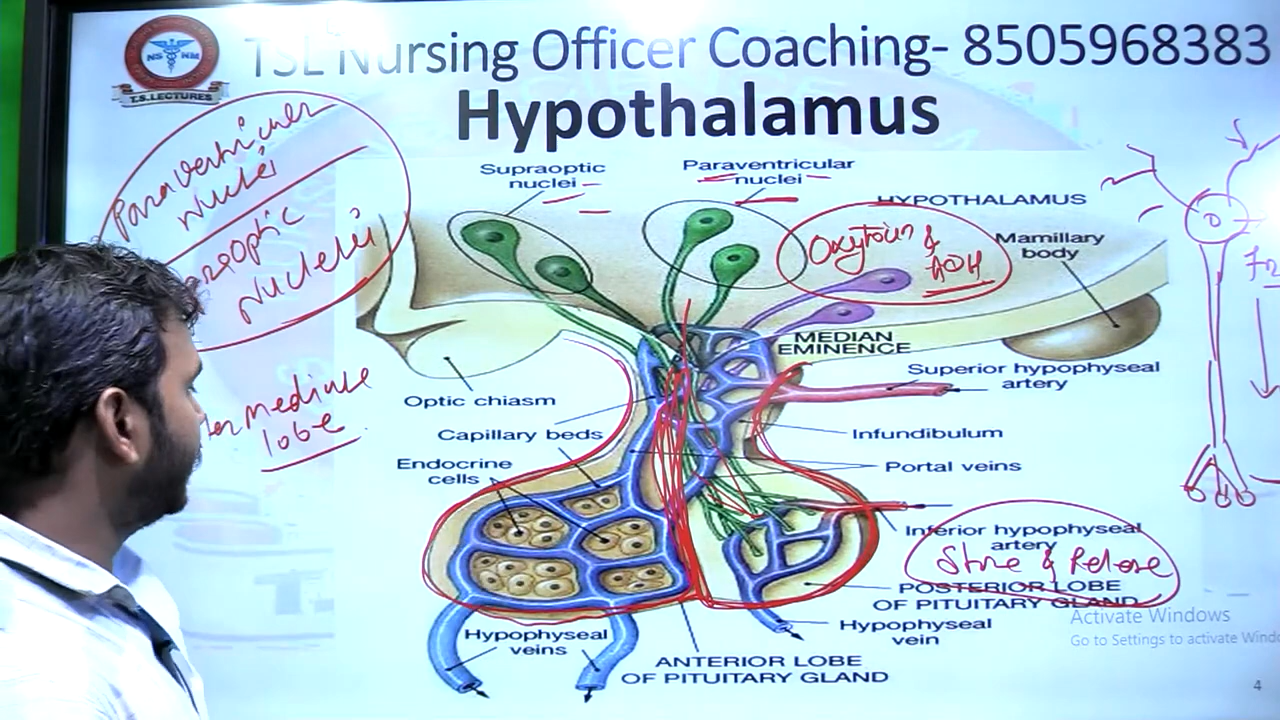 TSL Nursing Officer Coaching- 8505968383
NS NM
T.S.LECTURES
Hypothalamus
Paraventricular
Nuclei
Supraoptic
nuclei
Paraventricular
nuclei
HYPOTHALAMUS
Oxytocin &
ADH
Mamillary
body
MEDIAN
EMINENCE
Superior hypophyseal
artery
Optic chiasm
lobe
Capillary beds
Infundibulum
Endocrine
cells
Portal veins
Inferior hypophyseal
artery
Store & Release
POSTERIOR LOBE
OF PITUITARY GLAND
Hypophyseal
vein
Hypophyseal
veins
ANTERIOR LOBE
OF PITUITARY GLAND
Activate Windows
Go to Settings to activate Windo
4